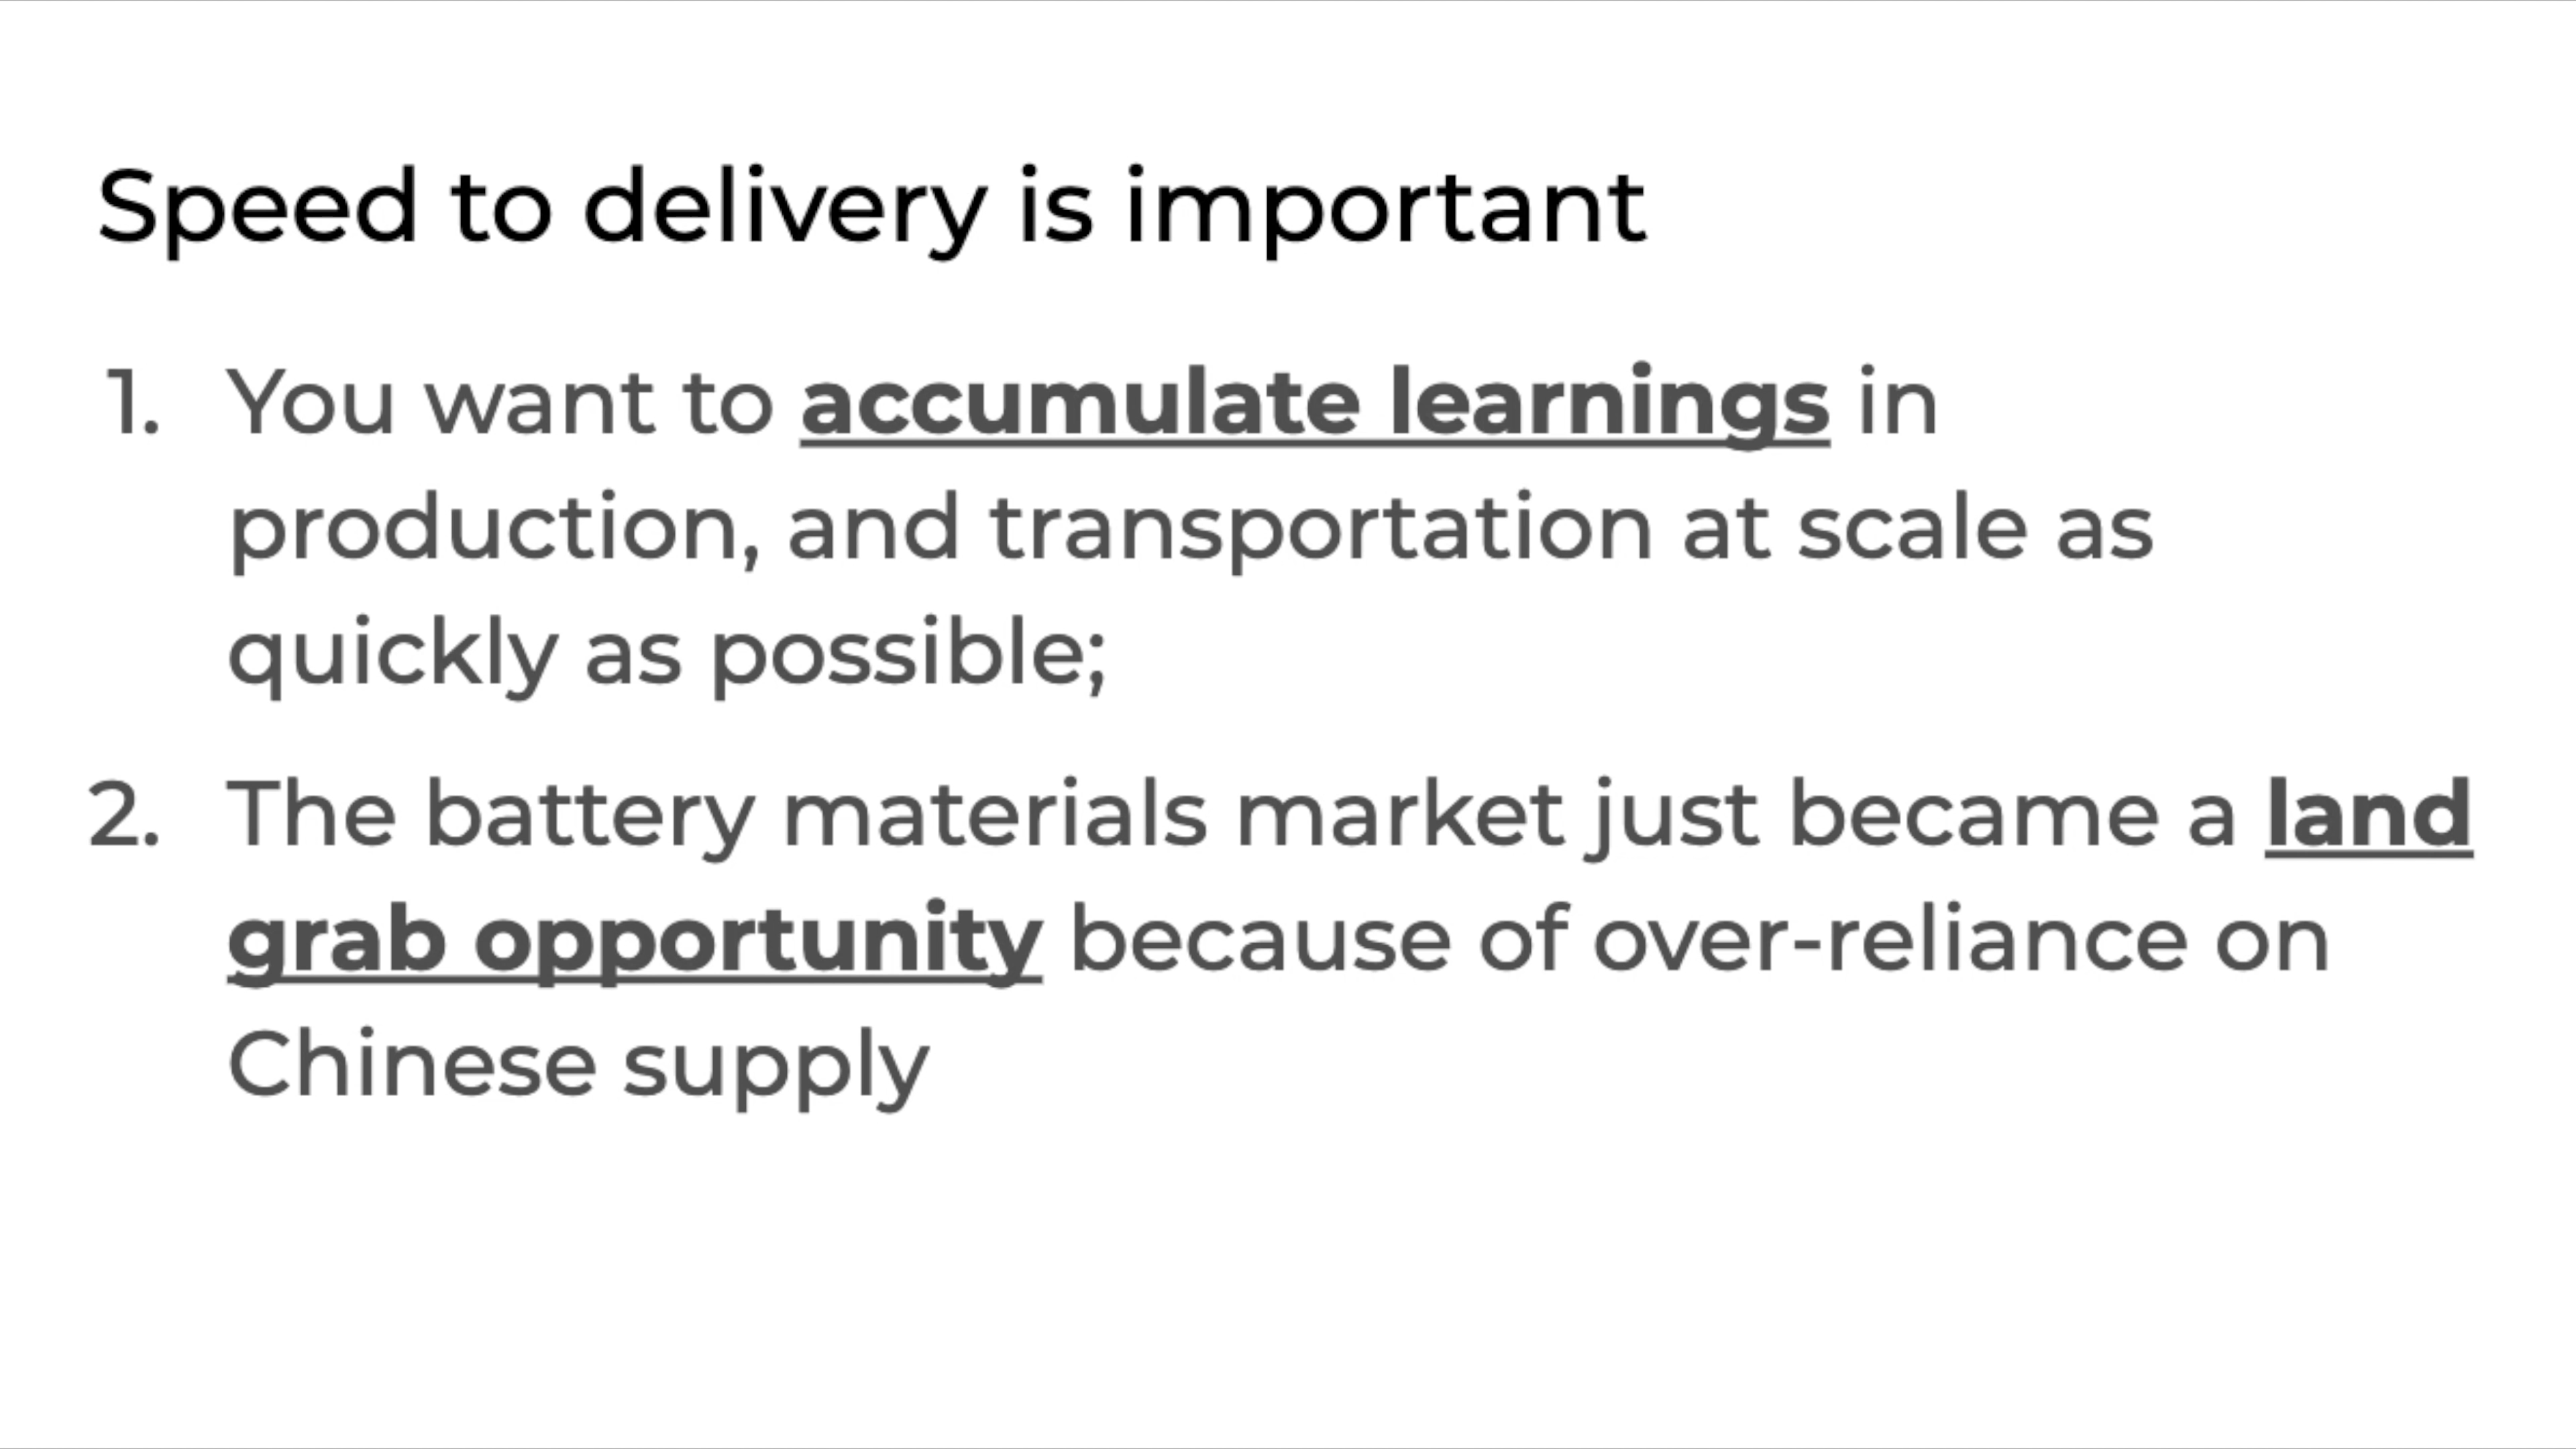 Speed to delivery is important
1. You want to accumulate learnings in
production, and transportation at scale as
quickly as possible;
2. The battery materials market just became a land
grab opportunity because of over-reliance on
Chinese supply